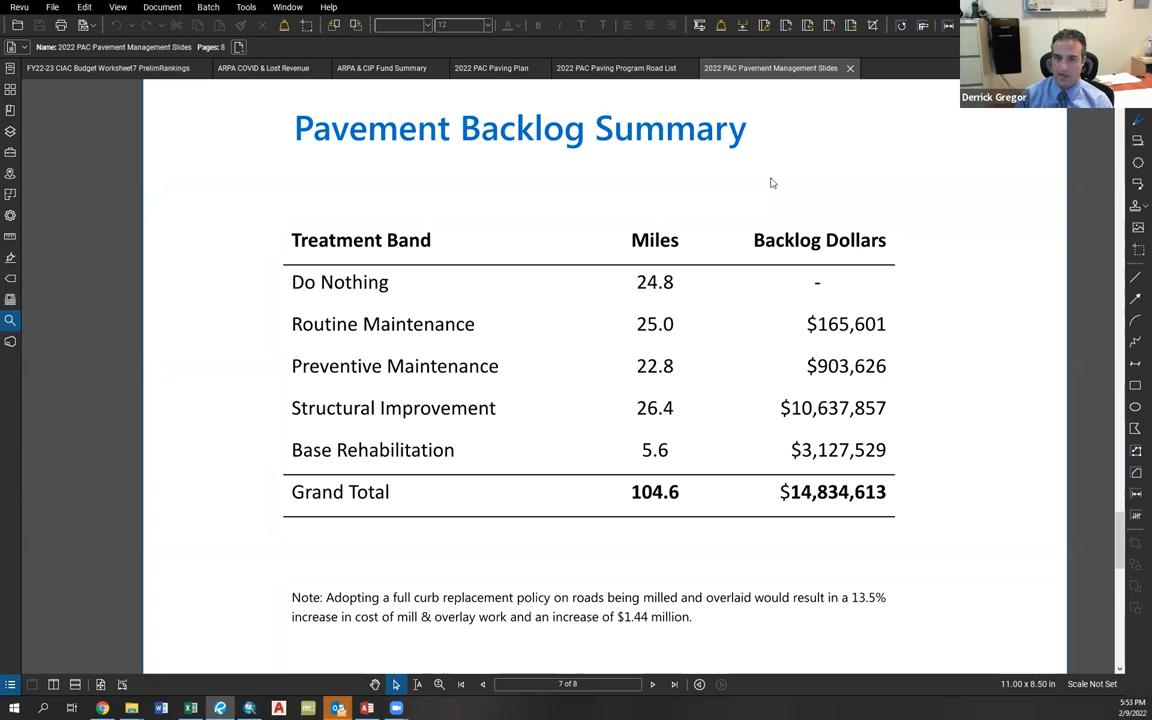 Revu File Edit View Document Batch Tools Window Help
12
Name: 2022 PAC Pavement Management Slides Pages: 8
FY22-23 CIAC Budget Worksheet7 PrelimRankings ARPA COVID & Lost Revenue ARPA & CIP Fund Summary 2022 PAC Paving Plan 2022 PAC Paving Program Road List 2022 PAC Pavement Management Slides
Derrick Gregor
Pavement Backlog Summary
Treatment Band Miles Backlog Dollars
Do Nothing 24.8 -
Routine Maintenance 25.0 $165,601
Preventive Maintenance 22.8 $903,626
Structural Improvement 26.4 $10,637,857
Base Rehabilitation 5.6 $3,127,529
Grand Total 104.6 $14,834,613
Note: Adopting a full curb replacement policy on roads being milled and overlaid would result in a 13.5%
increase in cost of mill & overlay work and an increase of $1.44 million.
7 of 8 11.00 x 8.50 in Scale Not Set
5:53 PM
2/9/2022